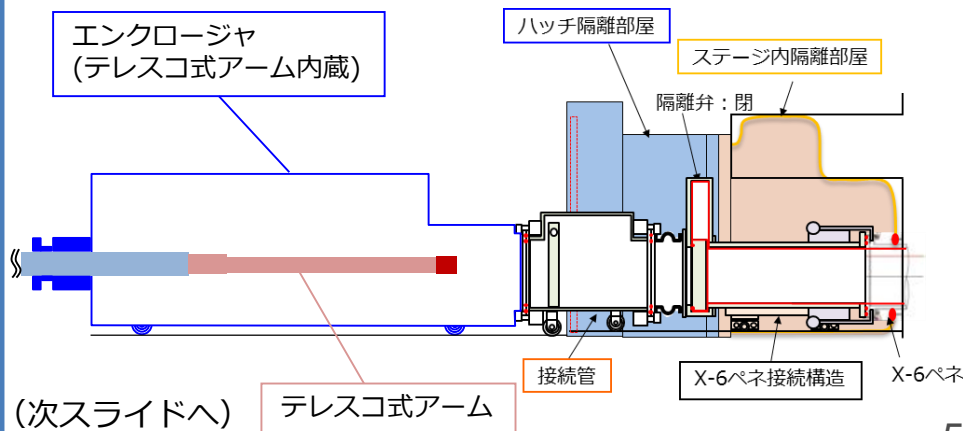 エンクロージャ
(テレスコ式アーム内蔵)
ハッチ隔離部屋
ステージ内隔離部屋
隔離弁：閉
接続管
X-6ペネ接続構造
X-6ペネ
テレスコ式アーム
(次スライドへ)